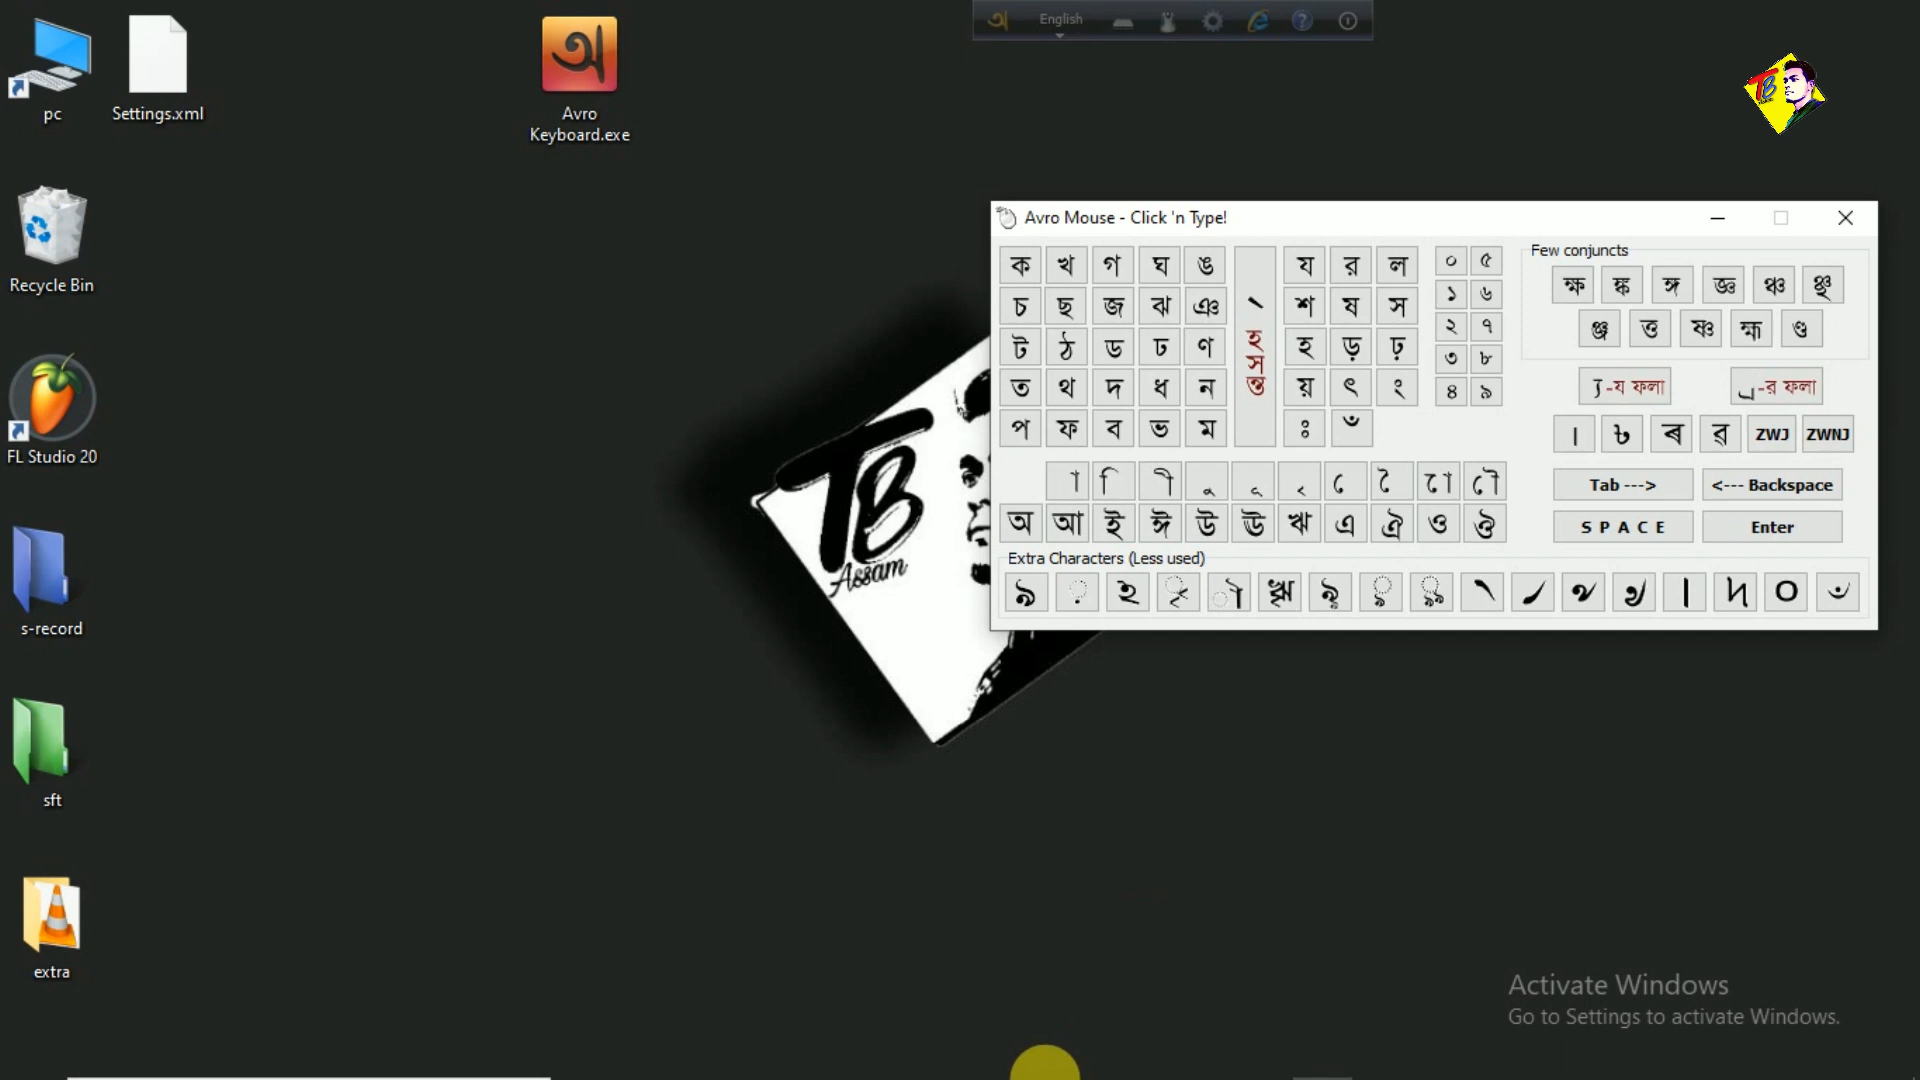 English
pc
Settings.xml
Avro
Keyboard.exe
TB
Recycle Bin
Avro Mouse - Click 'n Type!
Few conjuncts
ক খ গ ঘ ঙ য র ল ০ ৫
ক্ষ ঙ্ক ঙ্গ জ্ঞ ঞ্চ ঞ্ছ
চ ছ জ ঝ ঞ শ ষ স ১ ৬
ঞ্জ ত্ত ষ্ণ হ্ম ণ্ড
ট ঠ ড ঢ ণ হ ড় ঢ় ২ ৭
হসন্ত
৩ ৮
ত থ দ ধ ন য় ৎ ং ৪ ৯
্য-য ফলা ্র-র ফলা
প ফ ব ভ ম ঃ ঁ
। ৳ ৰ ৱ ZWJ ZWNJ
া ি ী ু ূ ৃ ে ৈ ো ৌ
Tab --->
<--- Backspace
অ আ ই ঈ উ ঊ ঋ এ ঐ ও ঔ
S P A C E
Enter
Extra Characters (Less used)
FL Studio 20
TB
Assam
s-record
sft
extra
Activate Windows
Go to Settings to activate Windows.